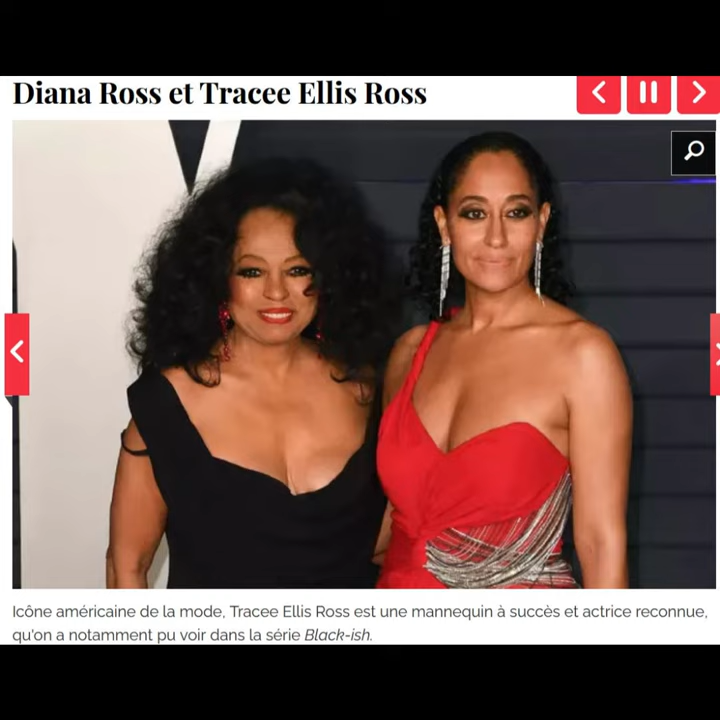 Diana Ross et Tracee Ellis Ross
Icône américaine de la mode, Tracee Ellis Ross est une mannequin à succès et actrice reconnue,
qu'on a notamment pu voir dans la série Black-ish.